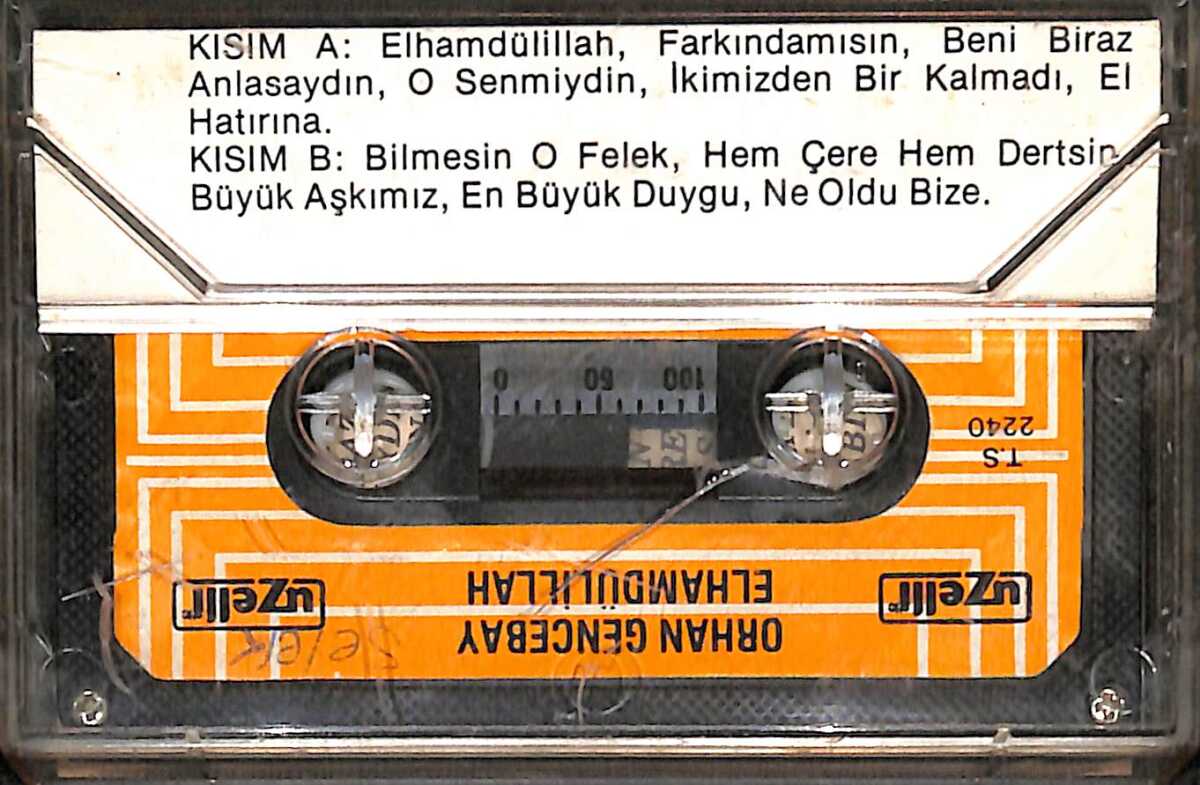 KISIM A: Elhamdülillah, Farkındamısın, Beni Biraz
Anlasaydın, O Senmiydin, İkimizden Bir Kalmadı, El
Hatırına.
KISIM B: Bilmesin O Felek, Hem Çere Hem Dertsin,
Büyük Aşkımız, En Büyük Duygu, Ne Oldu Bize.
0 50 100
T.S
2240
uzelli
ELHAMDÜLİLLAH
uzelli
ORHAN GENCEBAY